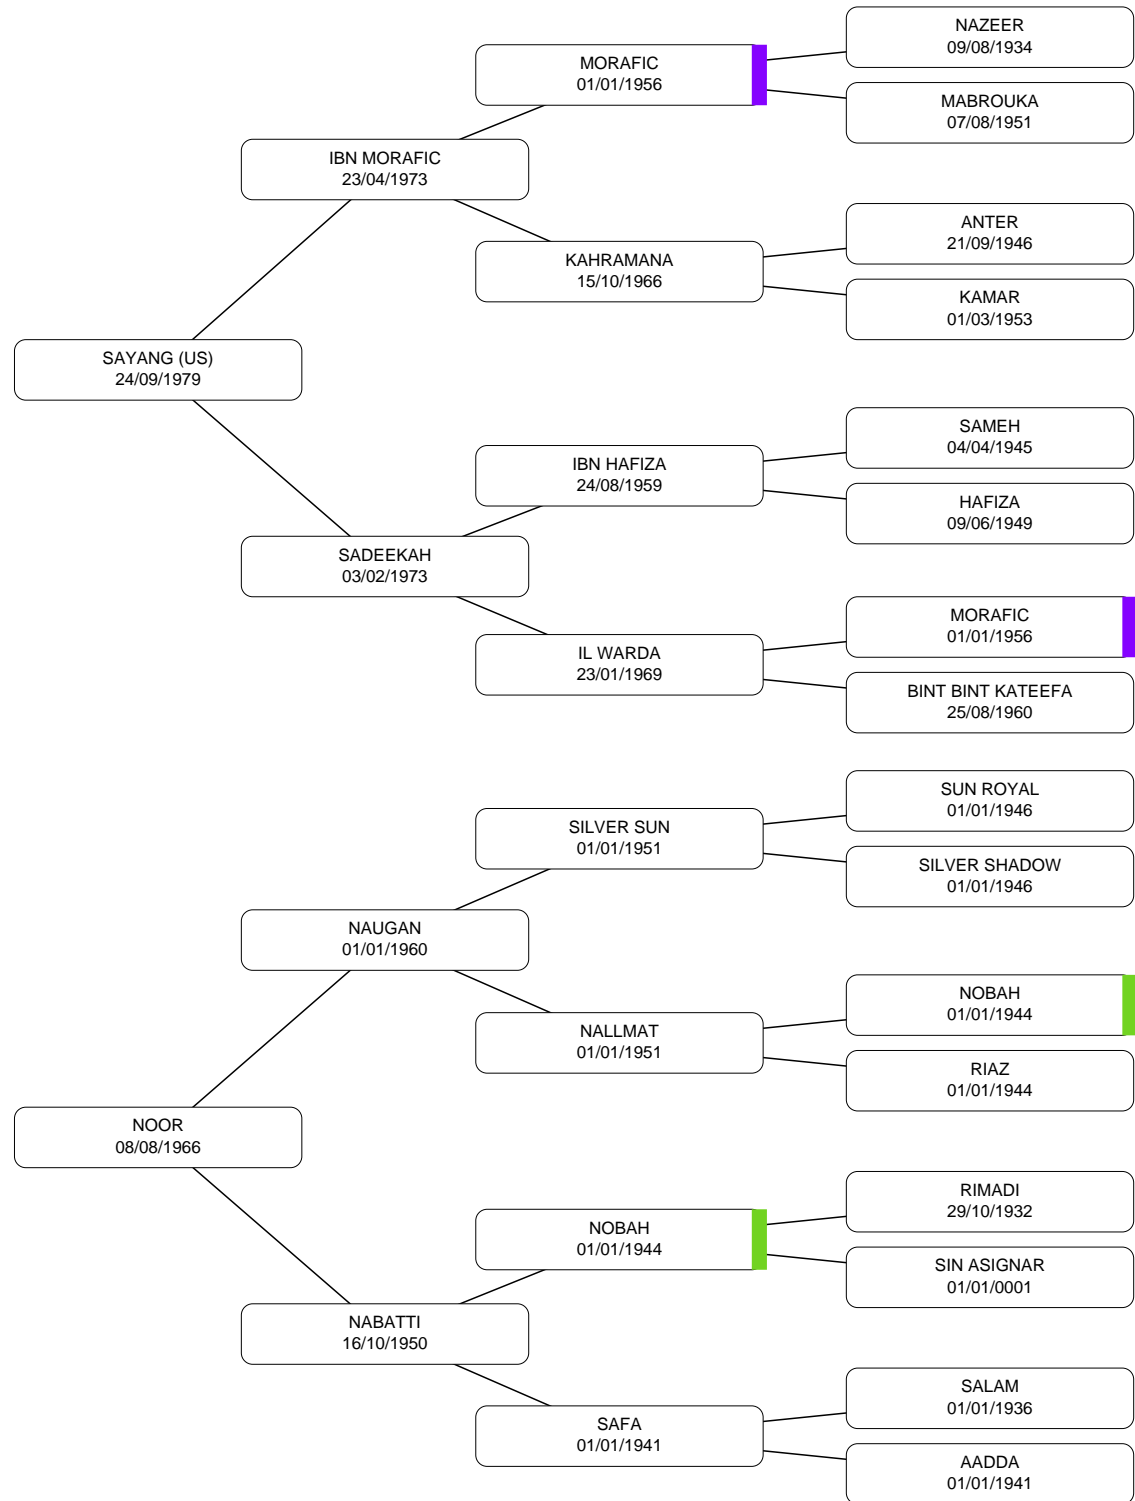 NAZEER
09/08/1934
MORAFIC
01/01/1956
MABROUKA
07/08/1951
IBN MORAFIC
23/04/1973
ANTER
21/09/1946
KAHRAMANA
15/10/1966
KAMAR
01/03/1953
SAYANG (US)
24/09/1979
SAMEH
04/04/1945
IBN HAFIZA
24/08/1959
HAFIZA
09/06/1949
SADEEKAH
03/02/1973
MORAFIC
01/01/1956
IL WARDA
23/01/1969
BINT BINT KATEEFA
25/08/1960
SUN ROYAL
01/01/1946
SILVER SUN
01/01/1951
SILVER SHADOW
01/01/1946
NAUGAN
01/01/1960
NOBAH
01/01/1944
NALLMAT
01/01/1951
RIAZ
01/01/1944
NOOR
08/08/1966
RIMADI
29/10/1932
NOBAH
01/01/1944
SIN ASIGNAR
01/01/0001
NABATTI
16/10/1950
SALAM
01/01/1936
SAFA
01/01/1941
AADDA
01/01/1941